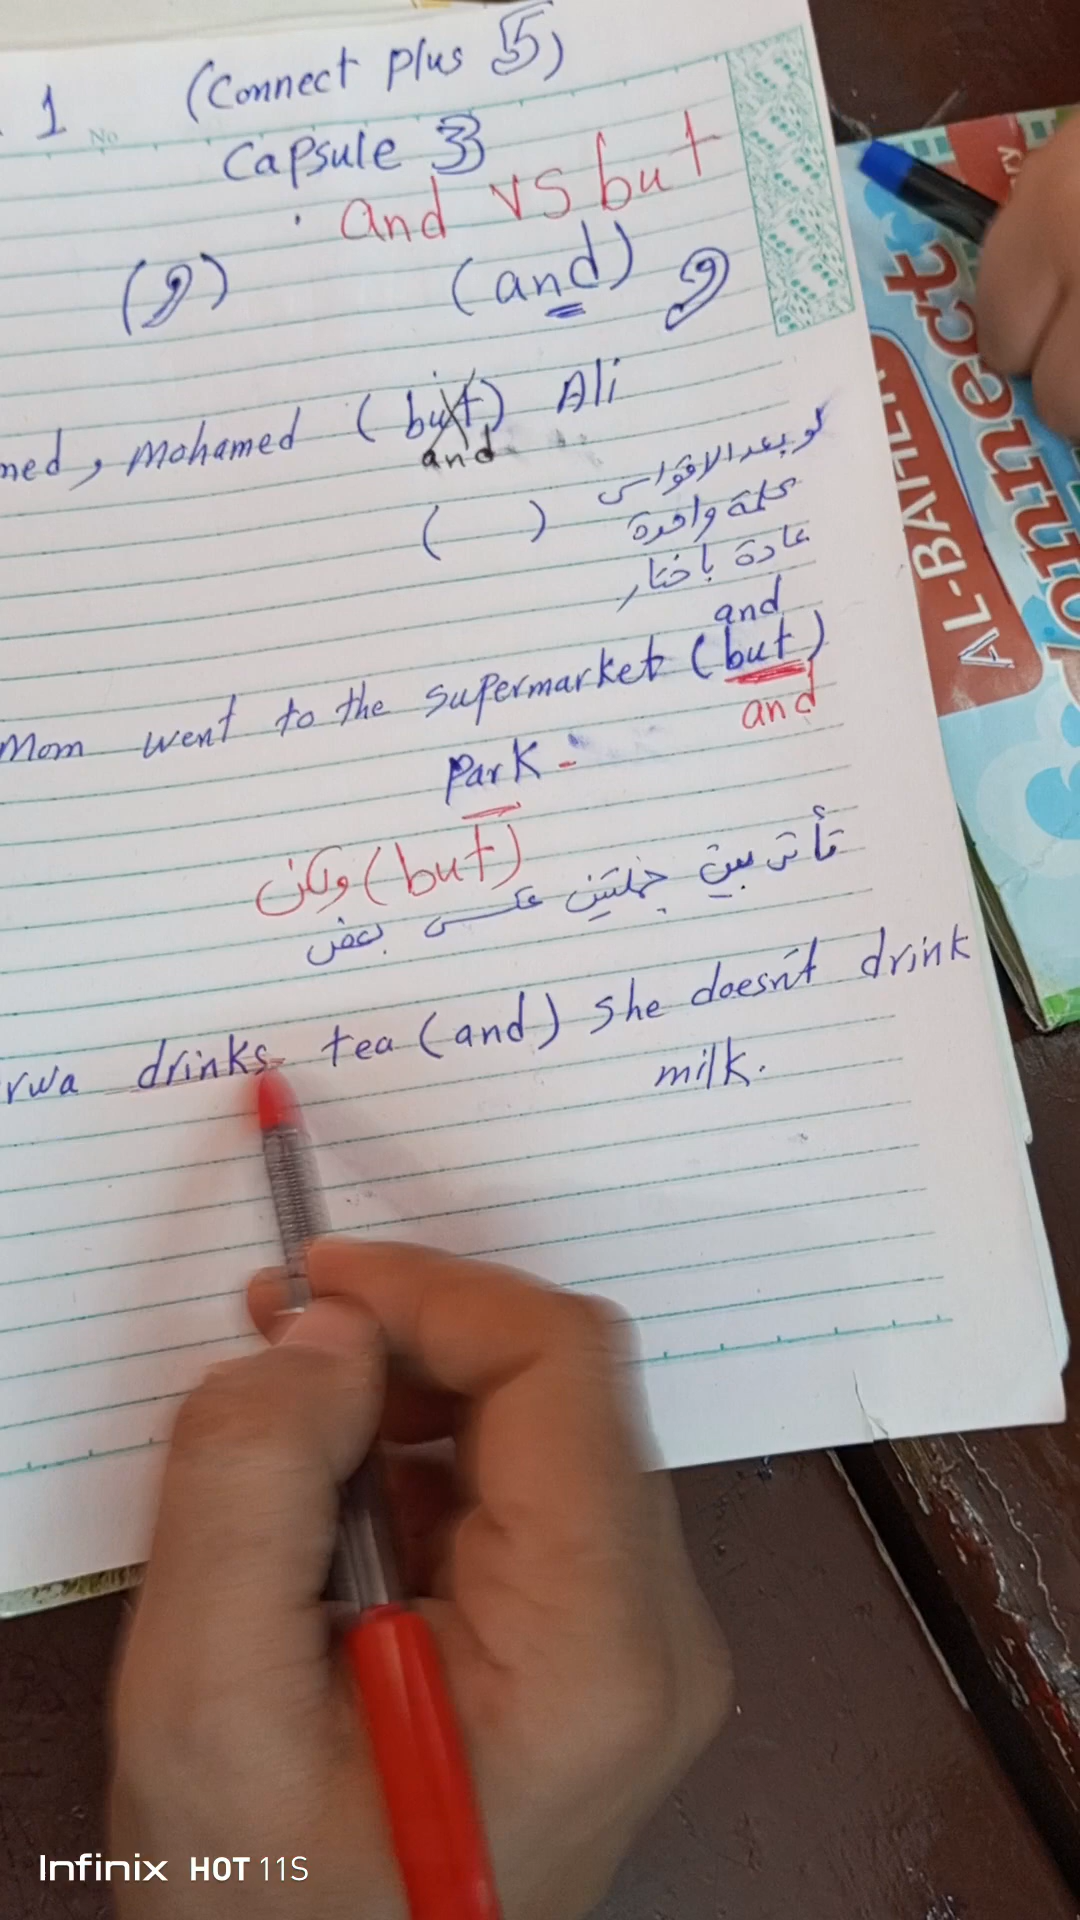 1 (Connect plus 5)
Capsule 3
and vs but
(و) (and) و
med, Mohamed (but) Ali
and
لو بعد الاقواس
( ) كلمة واحدة
عادة باختار
and
Mom went to the supermarket (but)
and
Park
ولكن (but)
تأتى بين جملتين عكس بعض
rwa drinks tea (and) she doesn't drink
milk.
AL-BAHER
Connect
Infinix HOT 11S